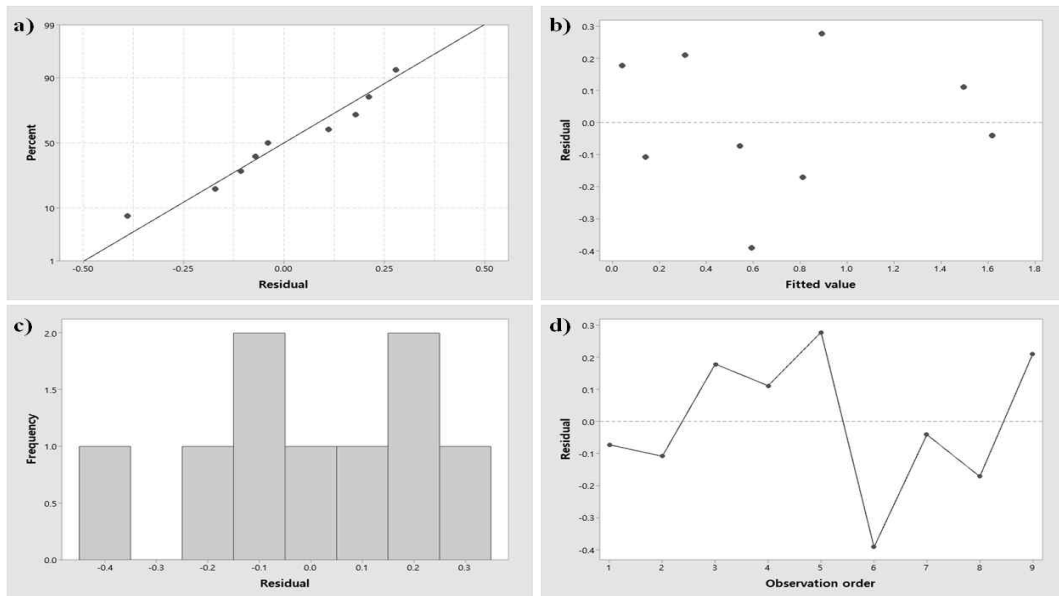 a)
99
90
50
10
1
Percent
-0.50 -0.25 0.00 0.25 0.50
Residual
b)
0.3
0.2
0.1
0.0
-0.1
-0.2
-0.3
-0.4
Residual
0.0 0.2 0.4 0.6 0.8 1.0 1.2 1.4 1.6 1.8
Fitted value
c)
2.0
1.5
1.0
0.5
0.0
Frequency
-0.4 -0.3 -0.2 -0.1 0.0 0.1 0.2 0.3
Residual
d)
0.3
0.2
0.1
0.0
-0.1
-0.2
-0.3
-0.4
Residual
1 2 3 4 5 6 7 8 9
Observation order